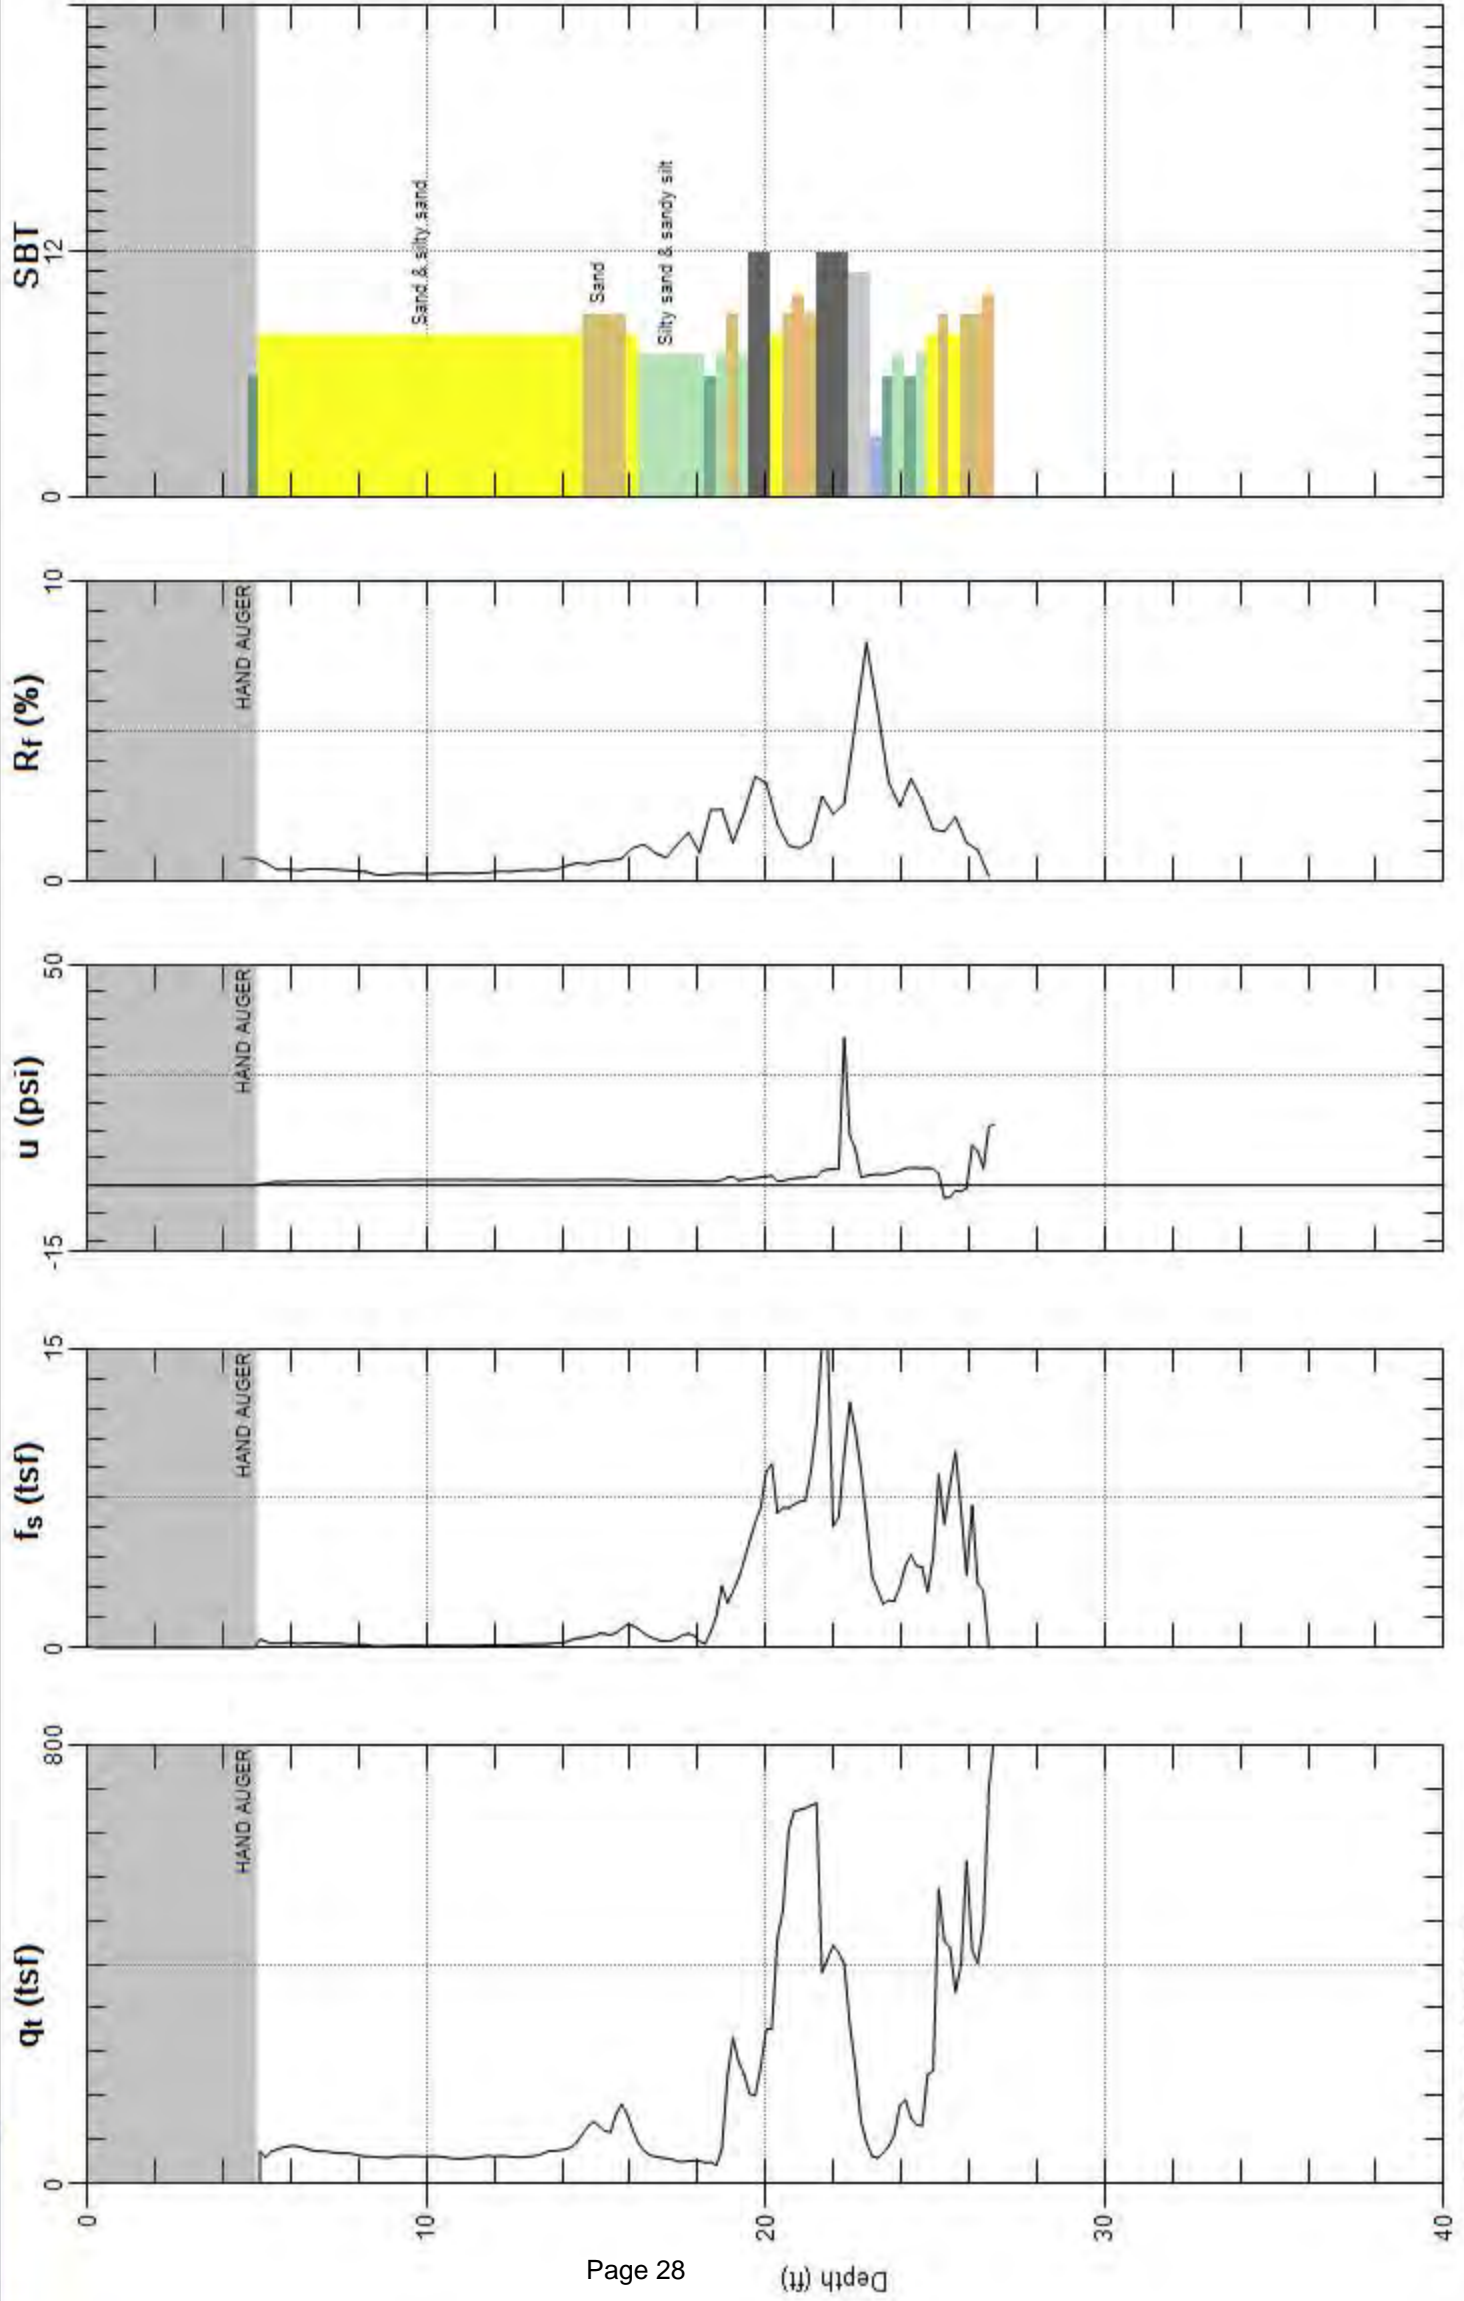 qt (tsf)
0
800
HAND AUGER
fs (tsf)
0
15
HAND AUGER
u (psi)
-15
50
HAND AUGER
Rf (%)
0
10
HAND AUGER
SBT
0
12
Sand & silty sand
Sand
Silty sand & sandy silt
0
10
20
30
40
Depth (ft)
Page 28